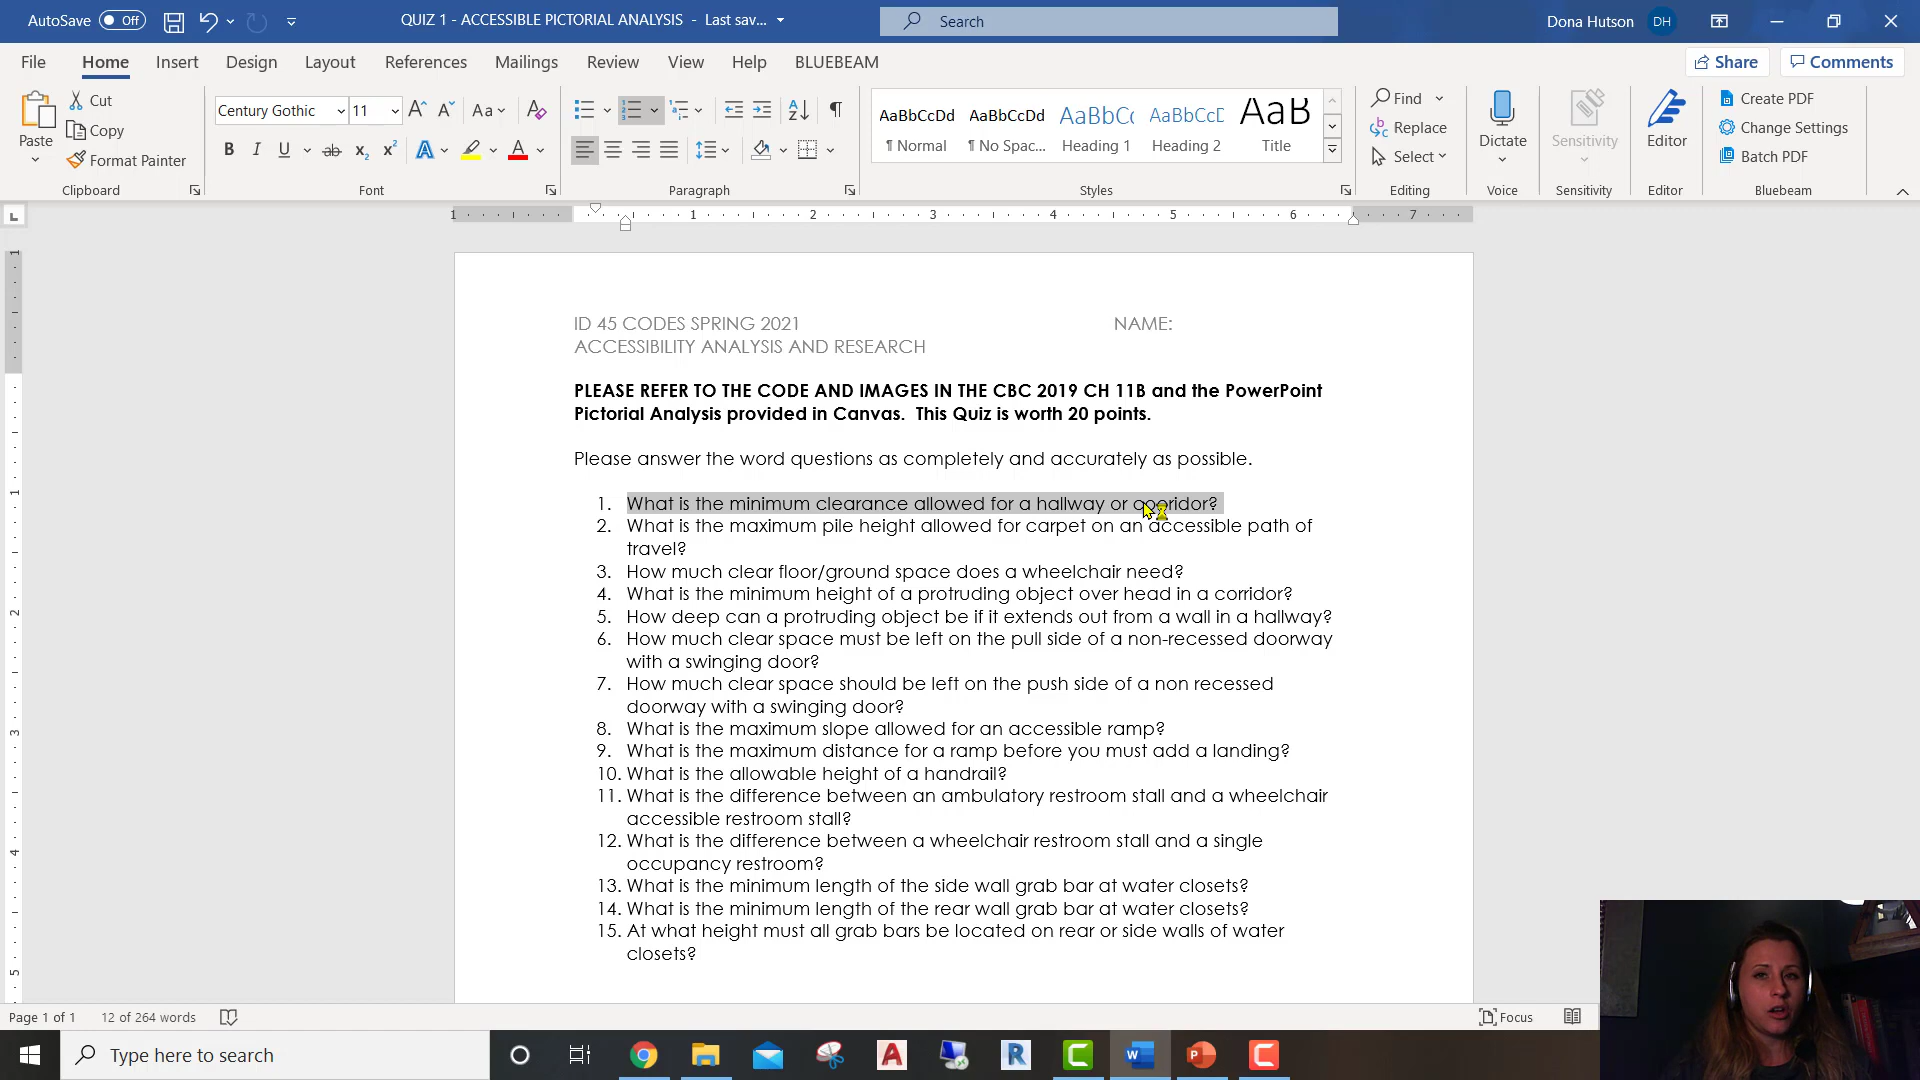 AutoSave Off QUIZ 1 - ACCESSIBLE PICTORIAL ANALYSIS - Last sav... Search Dona Hutson DH
File Home Insert Design Layout References Mailings Review View Help BLUEBEAM Share Comments
Paste Cut Copy Format Painter Clipboard
Century Gothic 11 Aa Font
Paragraph
AaBbCcDd AaBbCcDd AaBbCc AaBbCcD AaB
¶ Normal ¶ No Spac... Heading 1 Heading 2 Title
Styles
Find Replace Select Editing
Dictate Voice
Sensitivity Sensitivity
Editor Editor
Create PDF Change Settings Batch PDF Bluebeam
1 1 2 3 4 5 6 7
ID 45 CODES SPRING 2021 NAME:
ACCESSIBILITY ANALYSIS AND RESEARCH
PLEASE REFER TO THE CODE AND IMAGES IN THE CBC 2019 CH 11B and the PowerPoint
Pictorial Analysis provided in Canvas. This Quiz is worth 20 points.
Please answer the word questions as completely and accurately as possible.
1. What is the minimum clearance allowed for a hallway or corridor?
2. What is the maximum pile height allowed for carpet on an accessible path of
travel?
3. How much clear floor/ground space does a wheelchair need?
4. What is the minimum height of a protruding object over head in a corridor?
5. How deep can a protruding object be if it extends out from a wall in a hallway?
6. How much clear space must be left on the pull side of a non-recessed doorway
with a swinging door?
7. How much clear space should be left on the push side of a non recessed
doorway with a swinging door?
8. What is the maximum slope allowed for an accessible ramp?
9. What is the maximum distance for a ramp before you must add a landing?
10. What is the allowable height of a handrail?
11. What is the difference between an ambulatory restroom stall and a wheelchair
accessible restroom stall?
12. What is the difference between a wheelchair restroom stall and a single
occupancy restroom?
13. What is the minimum length of the side wall grab bar at water closets?
14. What is the minimum length of the rear wall grab bar at water closets?
15. At what height must all grab bars be located on rear or side walls of water
closets?
Page 1 of 1 12 of 264 words Focus
Type here to search